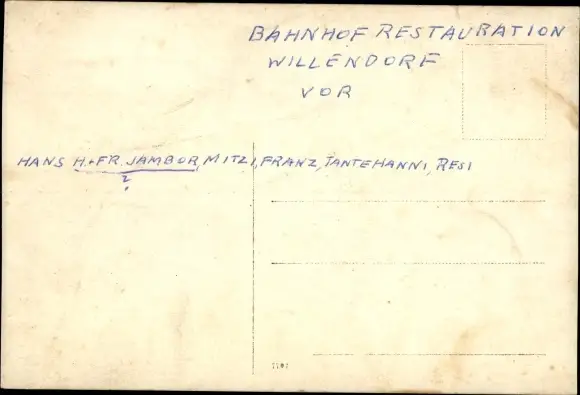 BAHNHOF RESTAURATION
WILLENDORF
VOR
HANS H.+FR. JAMBOR, MITZI, FRANZ, TANTE HANNI, RESI
?